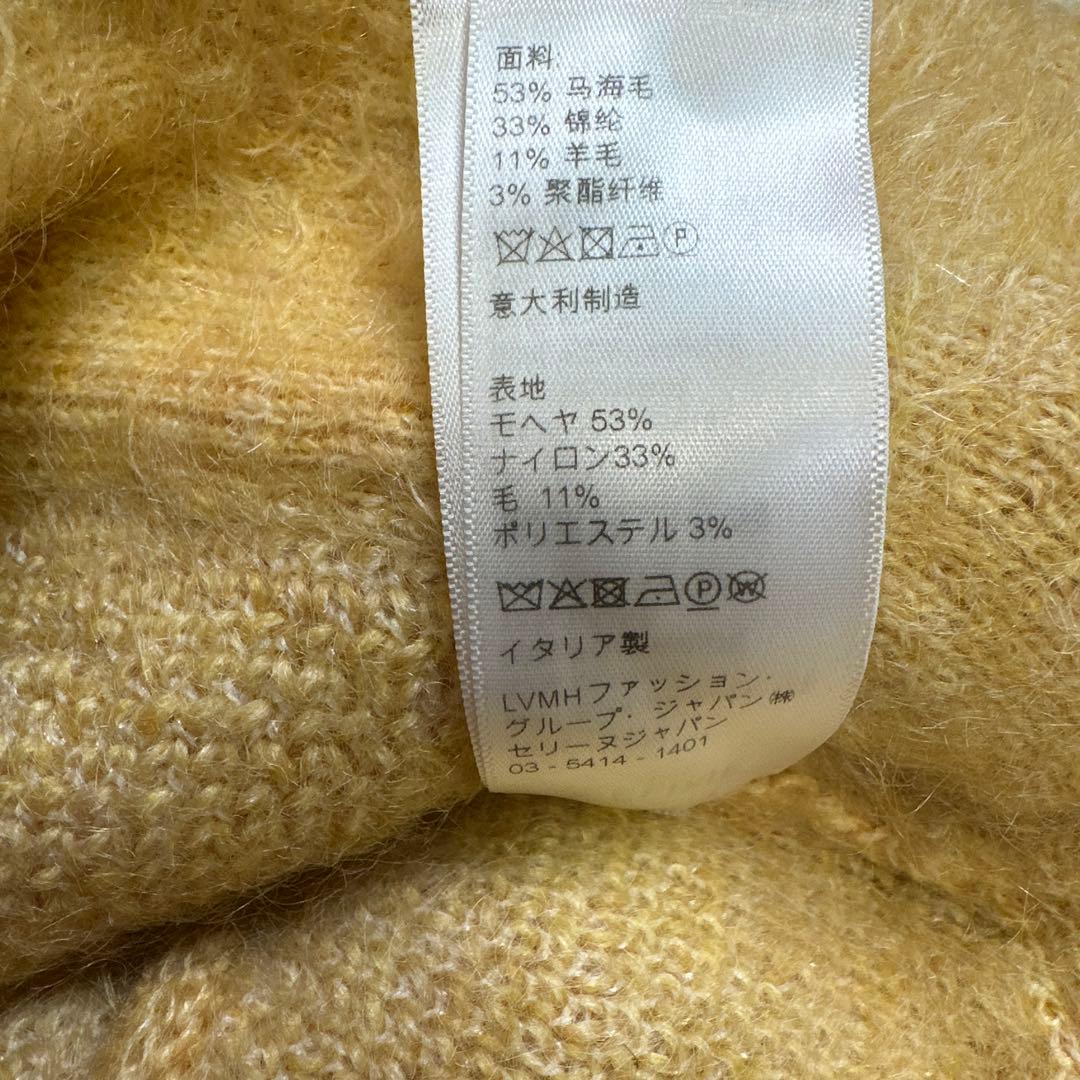 面料
53% 马海毛
33% 锦纶
11% 羊毛
3% 聚酯纤维
P
意大利制造
表地
モヘヤ 53%
ナイロン33%
毛 11%
ポリエステル 3%
P W
イタリア製
LVMHファッション・
グループ・ジャパン㈱
セリーヌジャパン
03 - 5414 - 1401